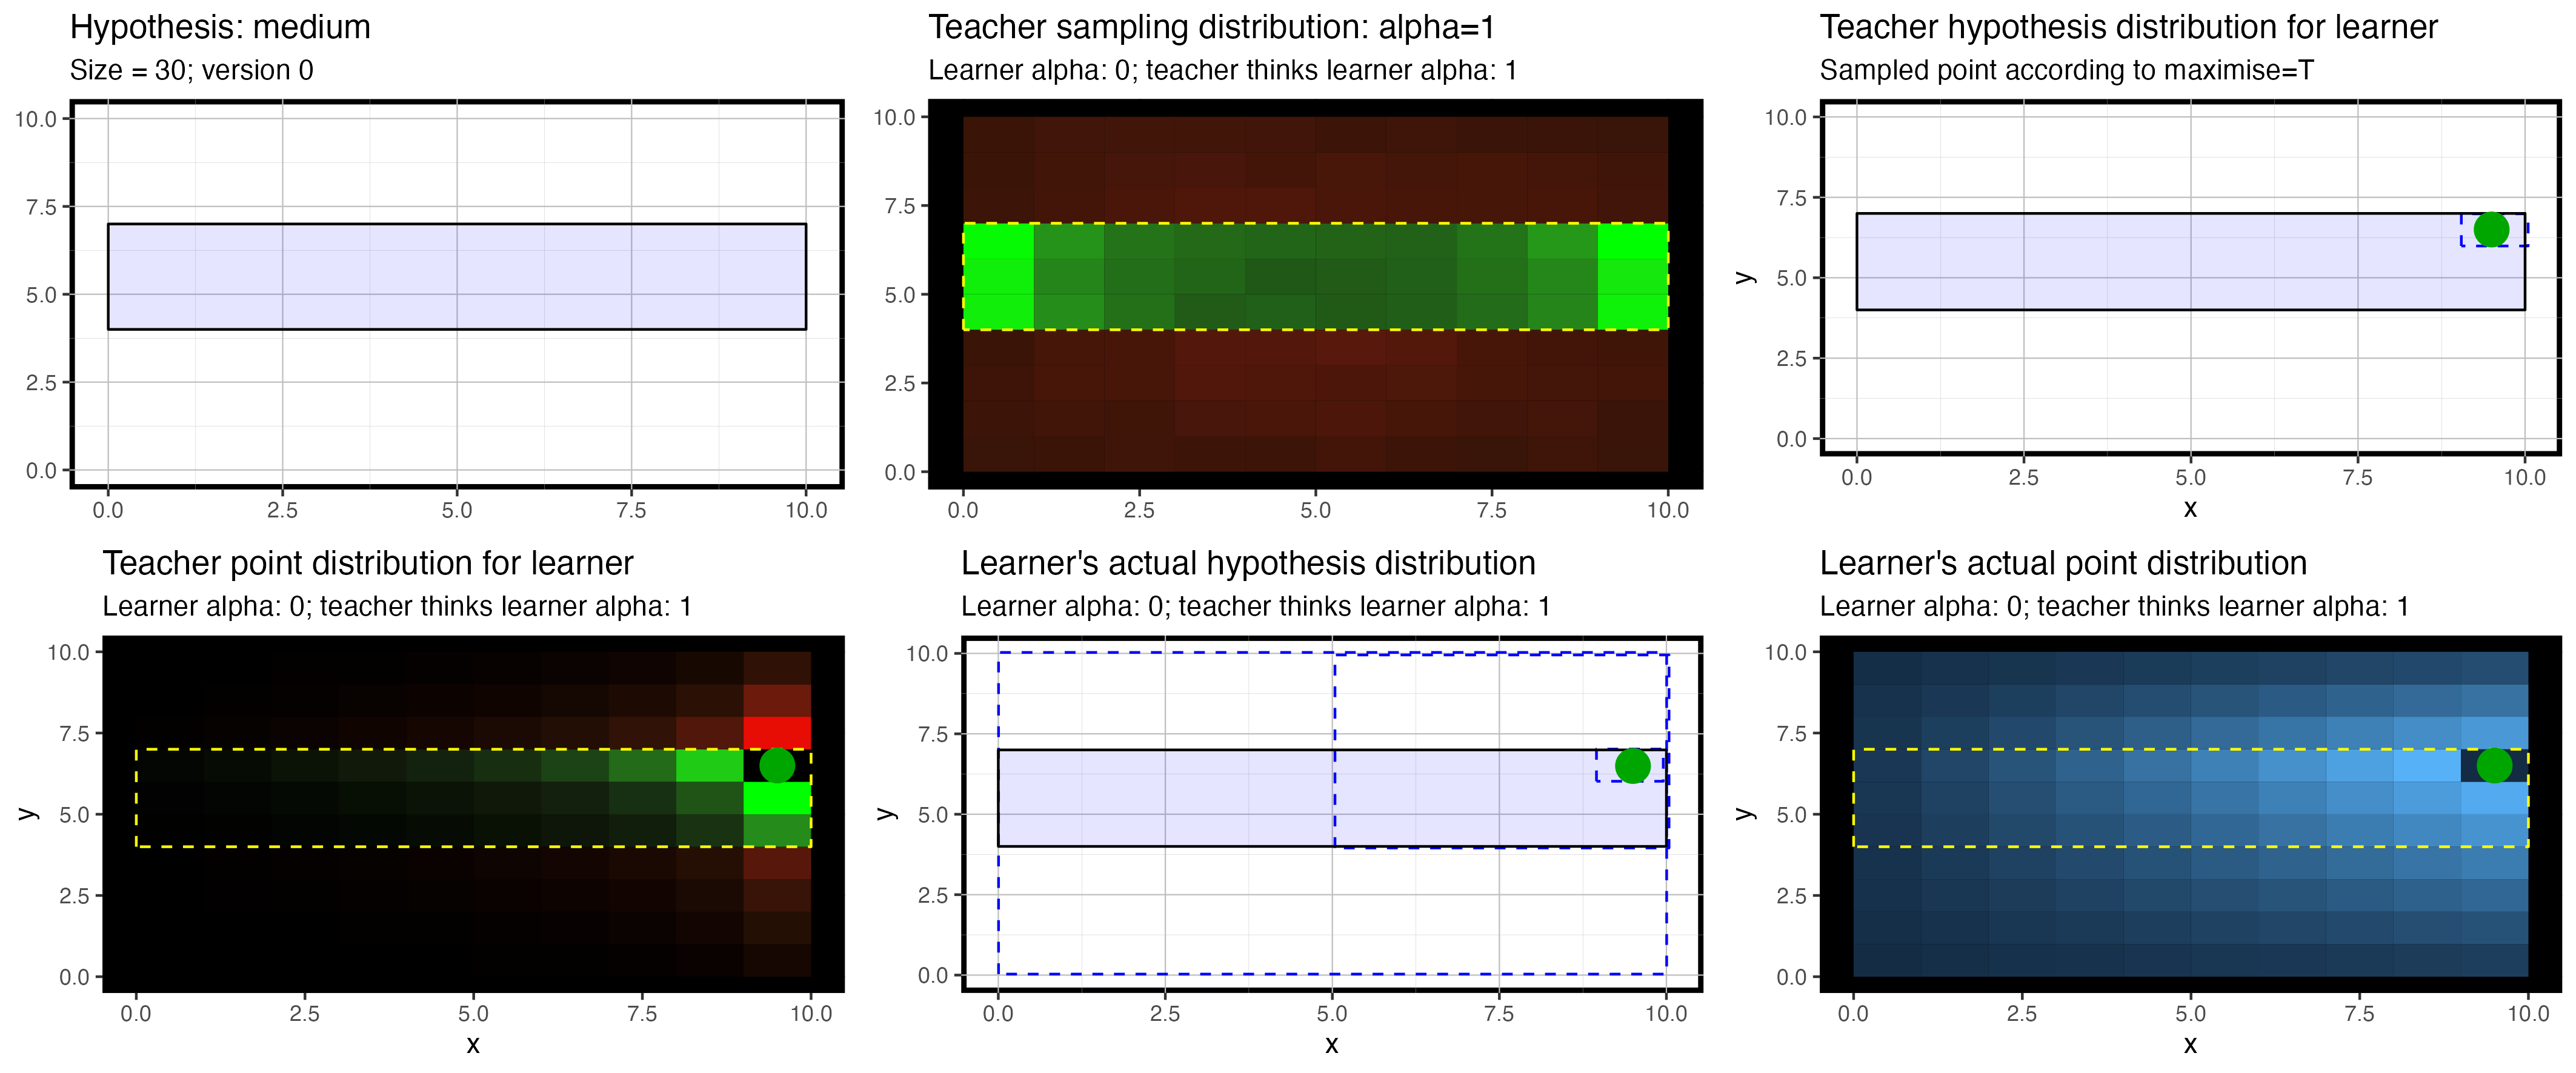 Hypothesis: medium
Size = 30; version 0
10.0
7.5
5.0
2.5
0.0
0.0 2.5 5.0 7.5 10.0
Teacher sampling distribution: alpha=1
Learner alpha: 0; teacher thinks learner alpha: 1
10.0
7.5
5.0
2.5
0.0
0.0 2.5 5.0 7.5 10.0
Teacher hypothesis distribution for learner
Sampled point according to maximise=T
10.0
7.5
y
5.0
2.5
0.0
0.0 2.5 5.0 7.5 10.0
x
Teacher point distribution for learner
Learner alpha: 0; teacher thinks learner alpha: 1
10.0
7.5
y
5.0
2.5
0.0
0.0 2.5 5.0 7.5 10.0
x
Learner's actual hypothesis distribution
Learner alpha: 0; teacher thinks learner alpha: 1
10.0
7.5
y
5.0
2.5
0.0
0.0 2.5 5.0 7.5 10.0
x
Learner's actual point distribution
Learner alpha: 0; teacher thinks learner alpha: 1
10.0
7.5
y
5.0
2.5
0.0
0.0 2.5 5.0 7.5 10.0
x